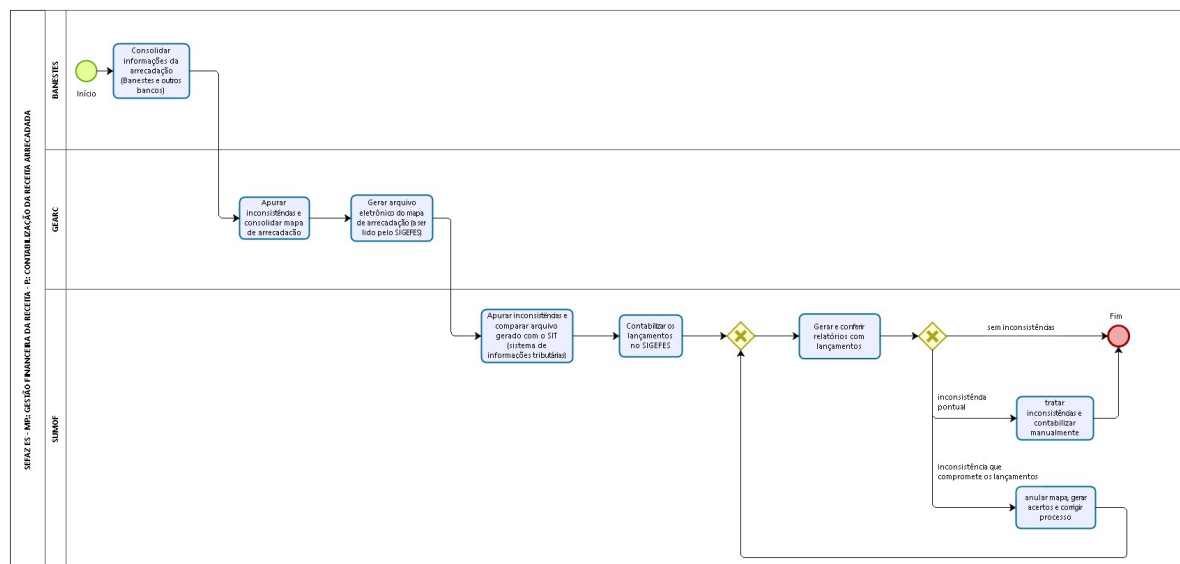 SEFAZ ES - MP: GESTÃO FINANCEIRA DA RECEITA - P: CONTABILIZAÇÃO DA RECEITA ARRECADADA
BANESTES
Início
Consolidar
informações da
arrecadação
(Banestes e outros
bancos)
GEARC
Apurar
inconsistências e
consolidar mapa
de arrecadação
Gerar arquivo
eletrônico do mapa
de arrecadação (a ser
lido pelo SIGEFES)
SUMOF
Apurar inconsistências e
comparar arquivo
gerado com o SIT
(sistema de
informações tributárias)
Contabilizar os
lançamentos
no SIGEFES
Gerar e conferir
relatórios com
lançamentos
sem inconsistências
Fim
inconsistência
pontual
tratar
inconsistências e
contabilizar
manualmente
inconsistência que
compromete os lançamentos
anular mapa, gerar
acertos e corrigir
processo